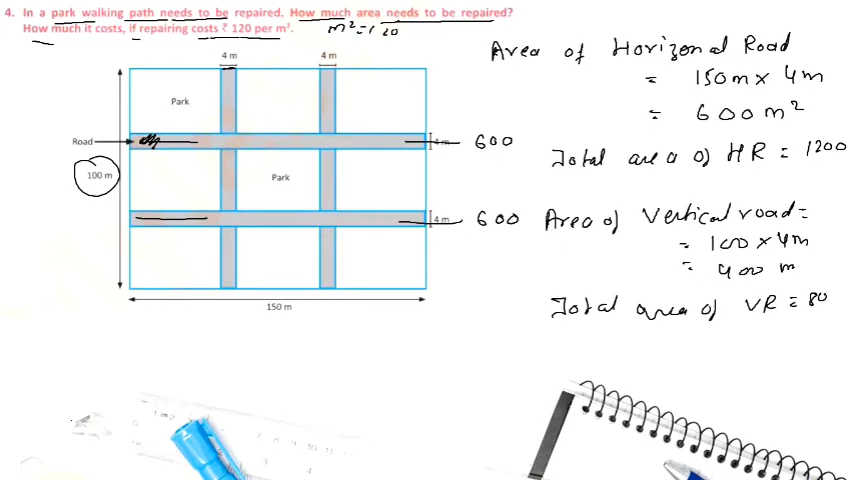 4. In a park walking path needs to be repaired. How much area needs to be repaired?
How much it costs, if repairing costs ₹ 120 per m².
m² = 120
4 m
4 m
Park
Road
4 m
600
100 m
Park
4 m
600
150 m
Area of Horizonal Road
= 150m x 4m
= 600m²
Total area of HR = 1200
Area of Vertical road =
= 100 x 4m
= 400 m
Total area of VR = 80